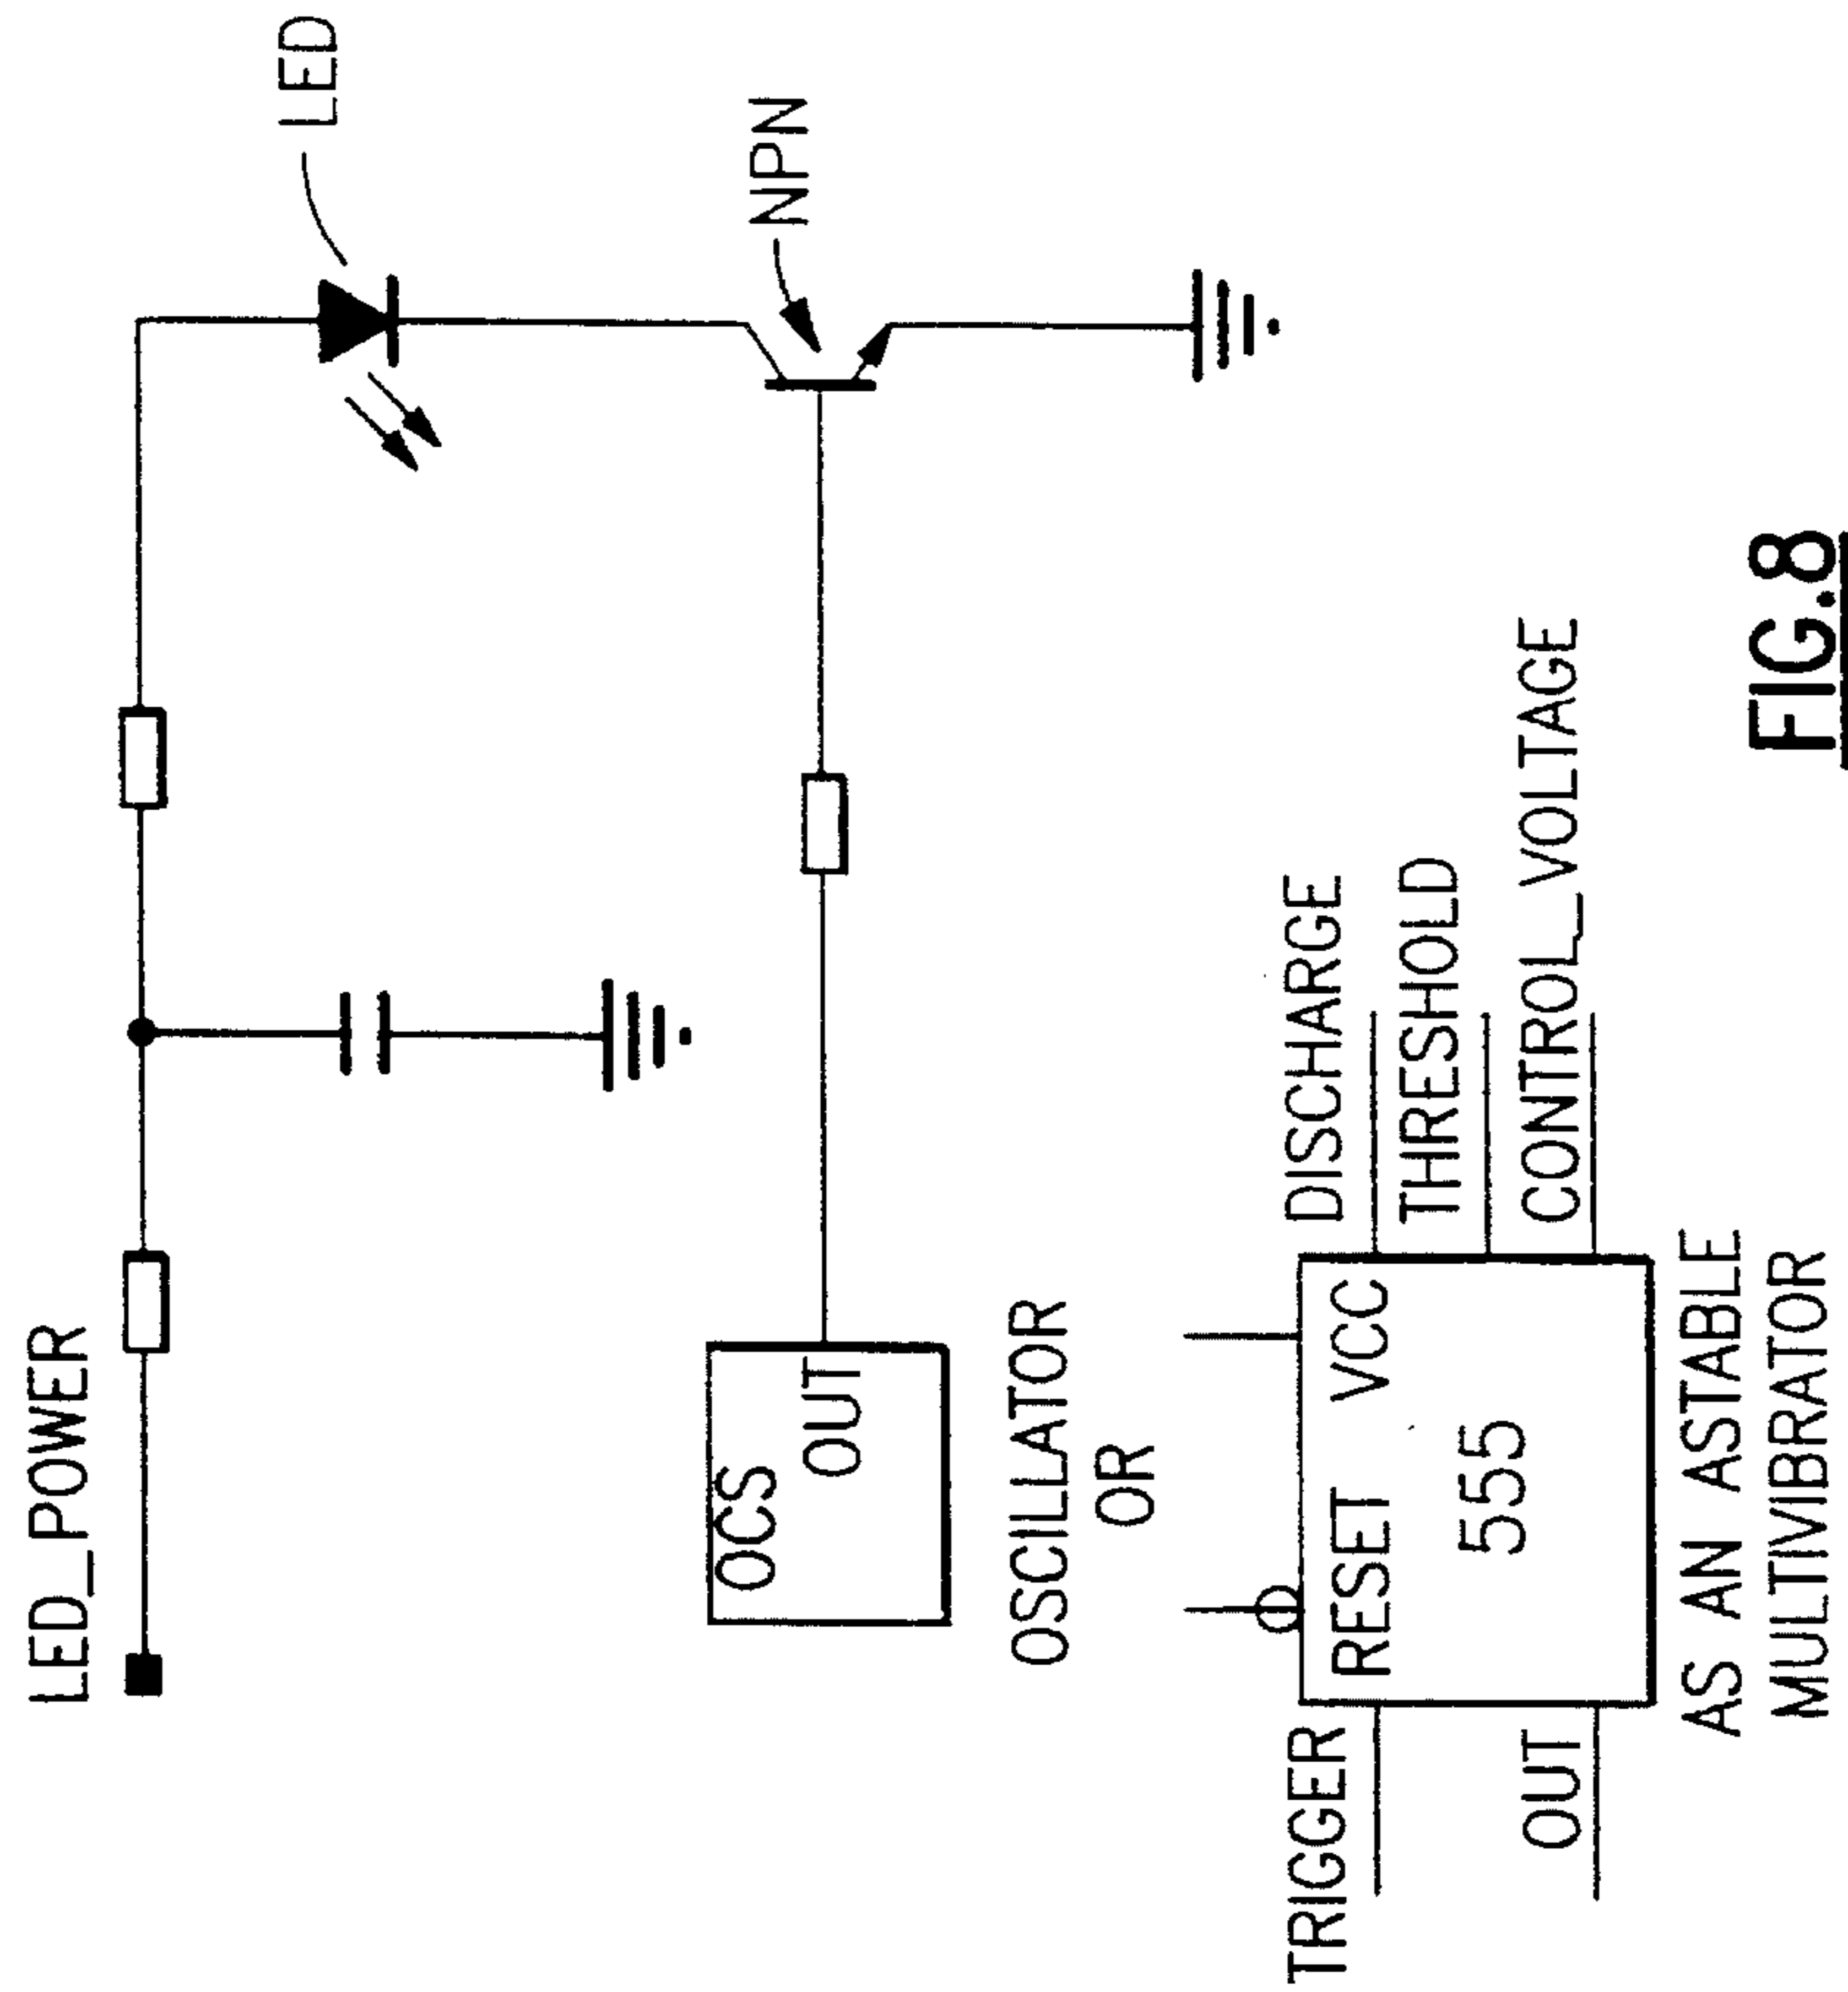 LED_POWER
LED
NPN
OCS
OUT
OSCILLATOR
OR
TRIGGER
RESET VCC
DISCHARGE
THRESHOLD
555
OUT
CONTROL_VOLTAGE
AS AN ASTABLE
MULTIVIBRATOR
FIG.8